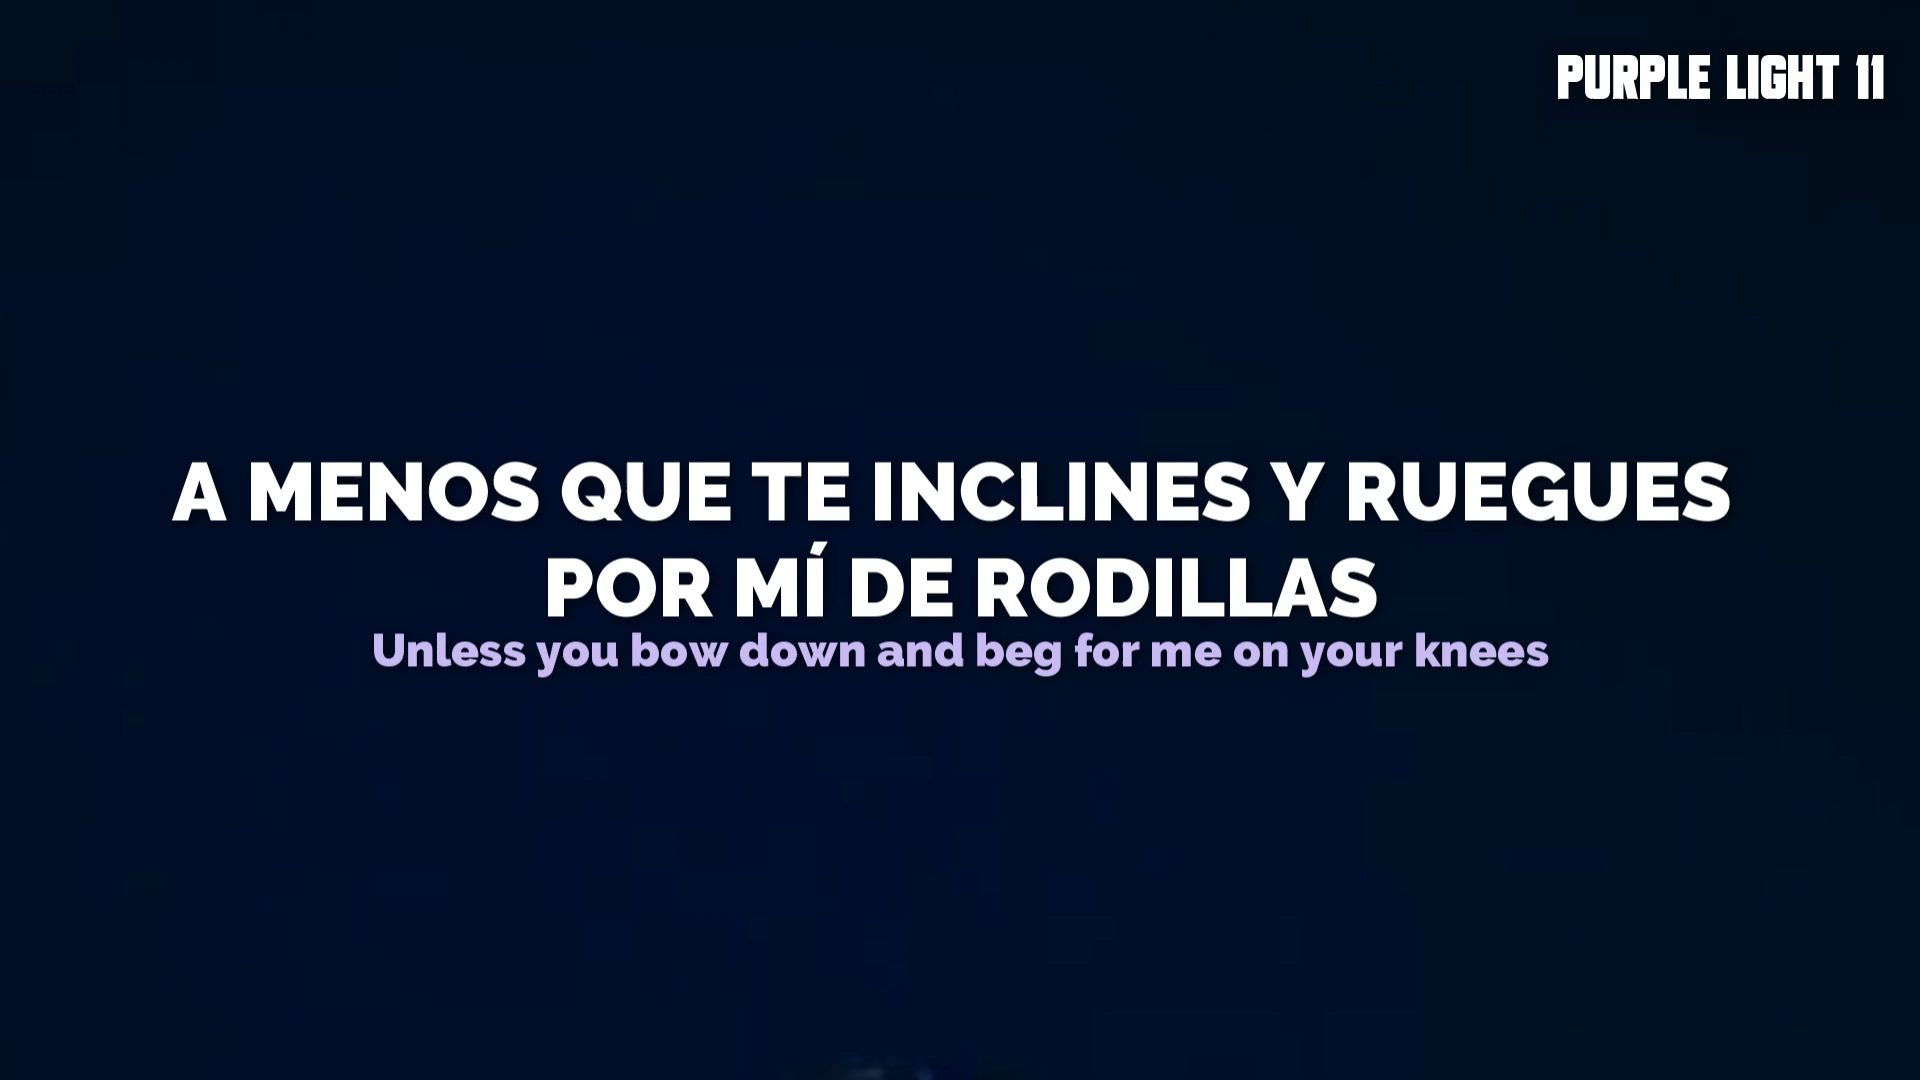 PURPLE LIGHT 11
A MENOS QUE TE INCLINES Y RUEGUES
POR MÍ DE RODILLAS
Unless you bow down and beg for me on your knees